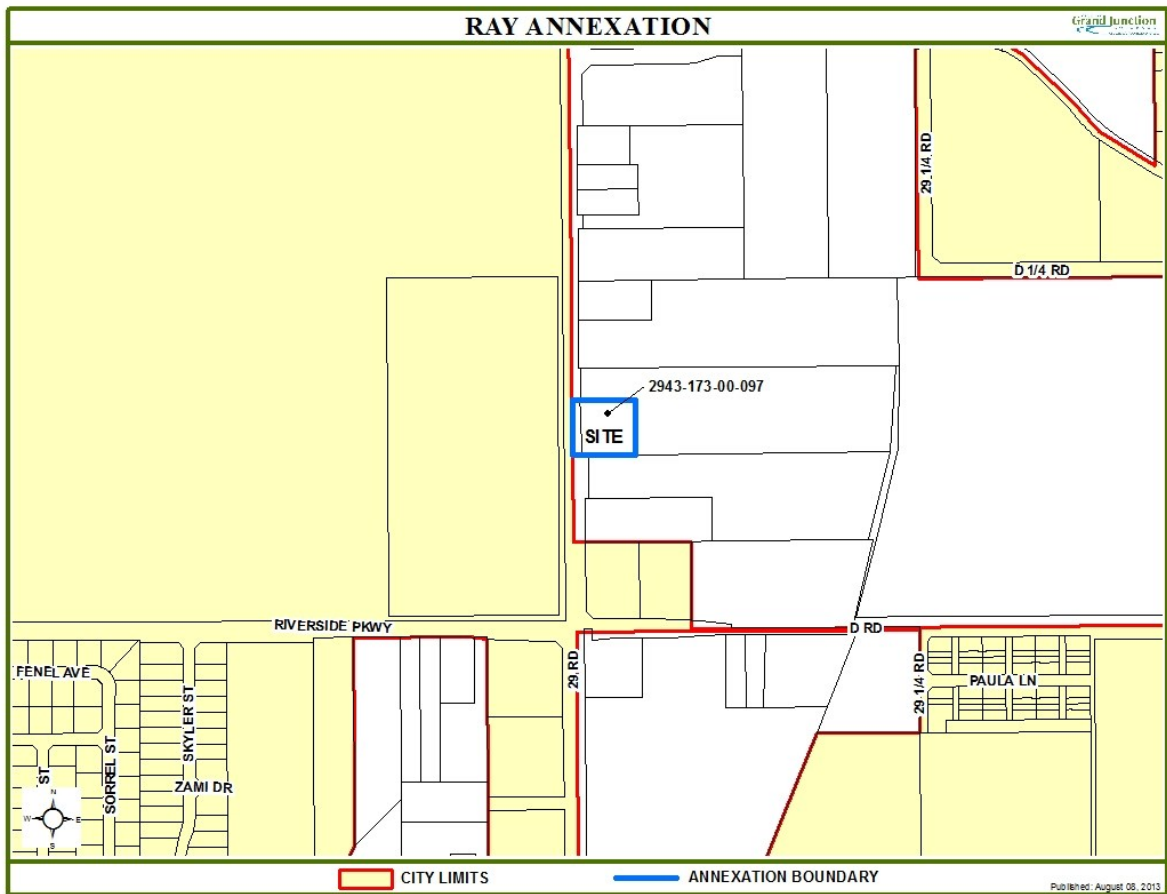 RAY ANNEXATION
Grand Junction
29 1/4 RD
D 1/4 RD
2943-173-00-097
SITE
RIVERSIDE PKWY
D RD
FENEL AVE
SKYLER ST
SORREL ST
ST
ZAMI DR
29 RD
29 1/4 RD
PAULA LN
N
W
E
S
CITY LIMITS
ANNEXATION BOUNDARY
Published: August 08, 2013